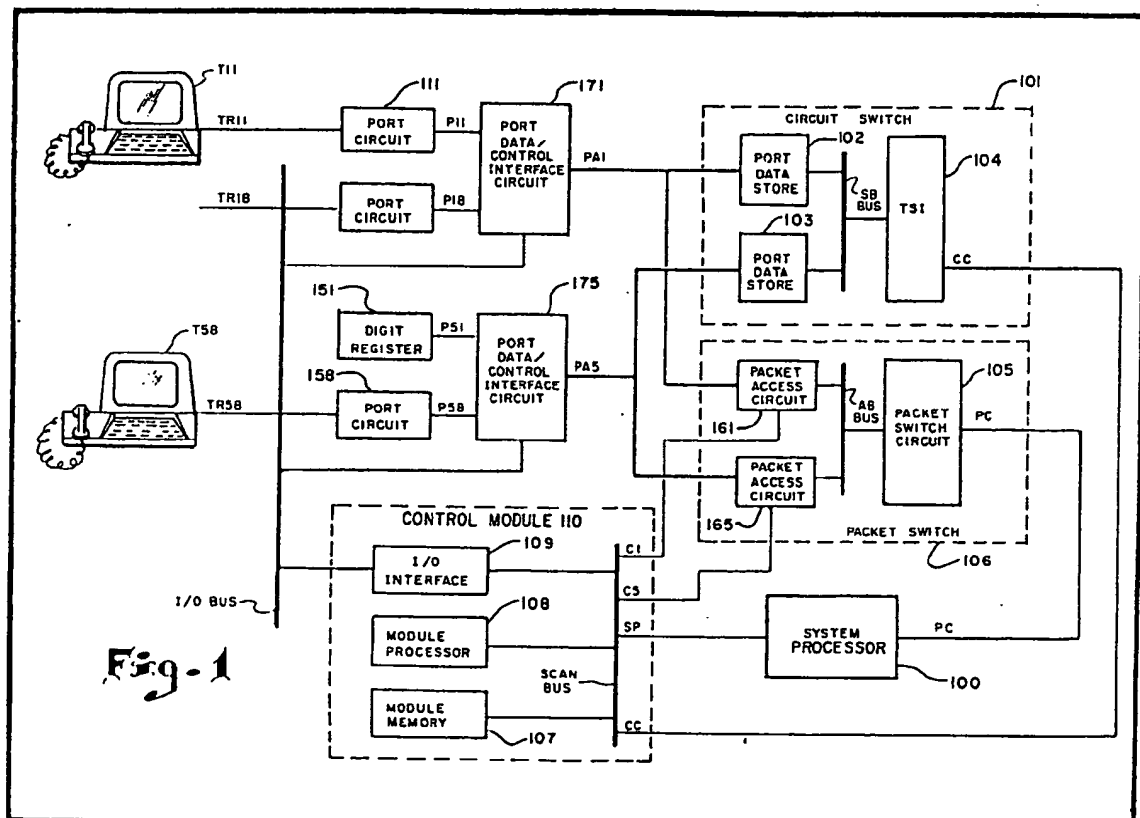 T11
TR11
111
PORT
CIRCUIT
P11
171
PORT
DATA/
CONTROL
INTERFACE
CIRCUIT
PA1
TR18
PORT
CIRCUIT
P18
101
CIRCUIT SWITCH
102
PORT
DATA
STORE
103
PORT
DATA
STORE
SB
BUS
104
TSI
CC
T58
TR58
151
DIGIT
REGISTER
P51
158
PORT
CIRCUIT
P58
175
PORT
DATA/
CONTROL
INTERFACE
CIRCUIT
PA5
PACKET
ACCESS
CIRCUIT
161
PACKET
ACCESS
CIRCUIT
165
AB
BUS
105
PACKET
SWITCH
CIRCUIT
PC
PACKET SWITCH
106
I/O BUS
CONTROL MODULE 110
109
I/O
INTERFACE
108
MODULE
PROCESSOR
MODULE
MEMORY
107
SCAN
BUS
C1
C5
SP
CC
SYSTEM
PROCESSOR
100
PC
Fig. - 1